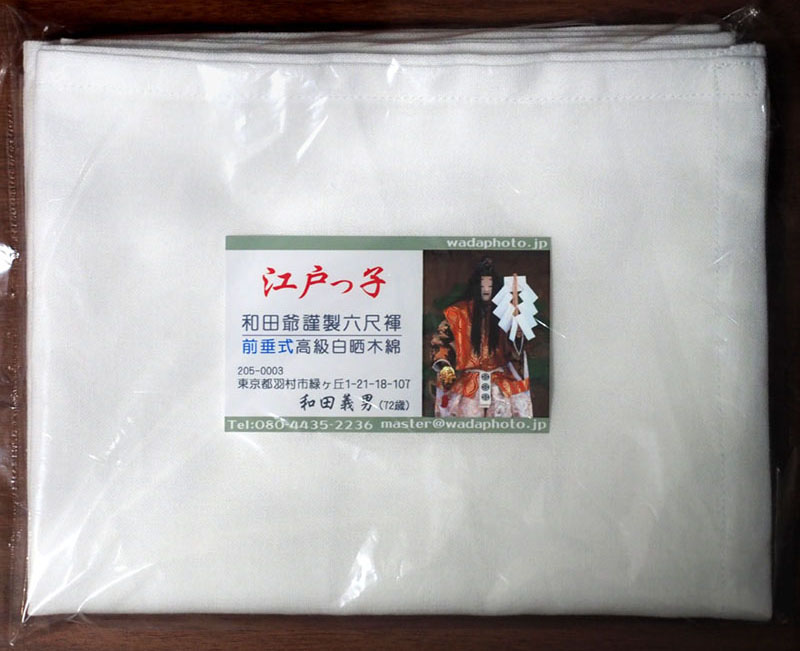 wadaphoto.jp
江戸っ子
和田爺謹製六尺褌
前垂式高級白晒木綿
205-0003
東京都羽村市緑ヶ丘1-21-18-107
和田義男(72歳)
Tel:080-4435-2236 master@wadaphoto.jp